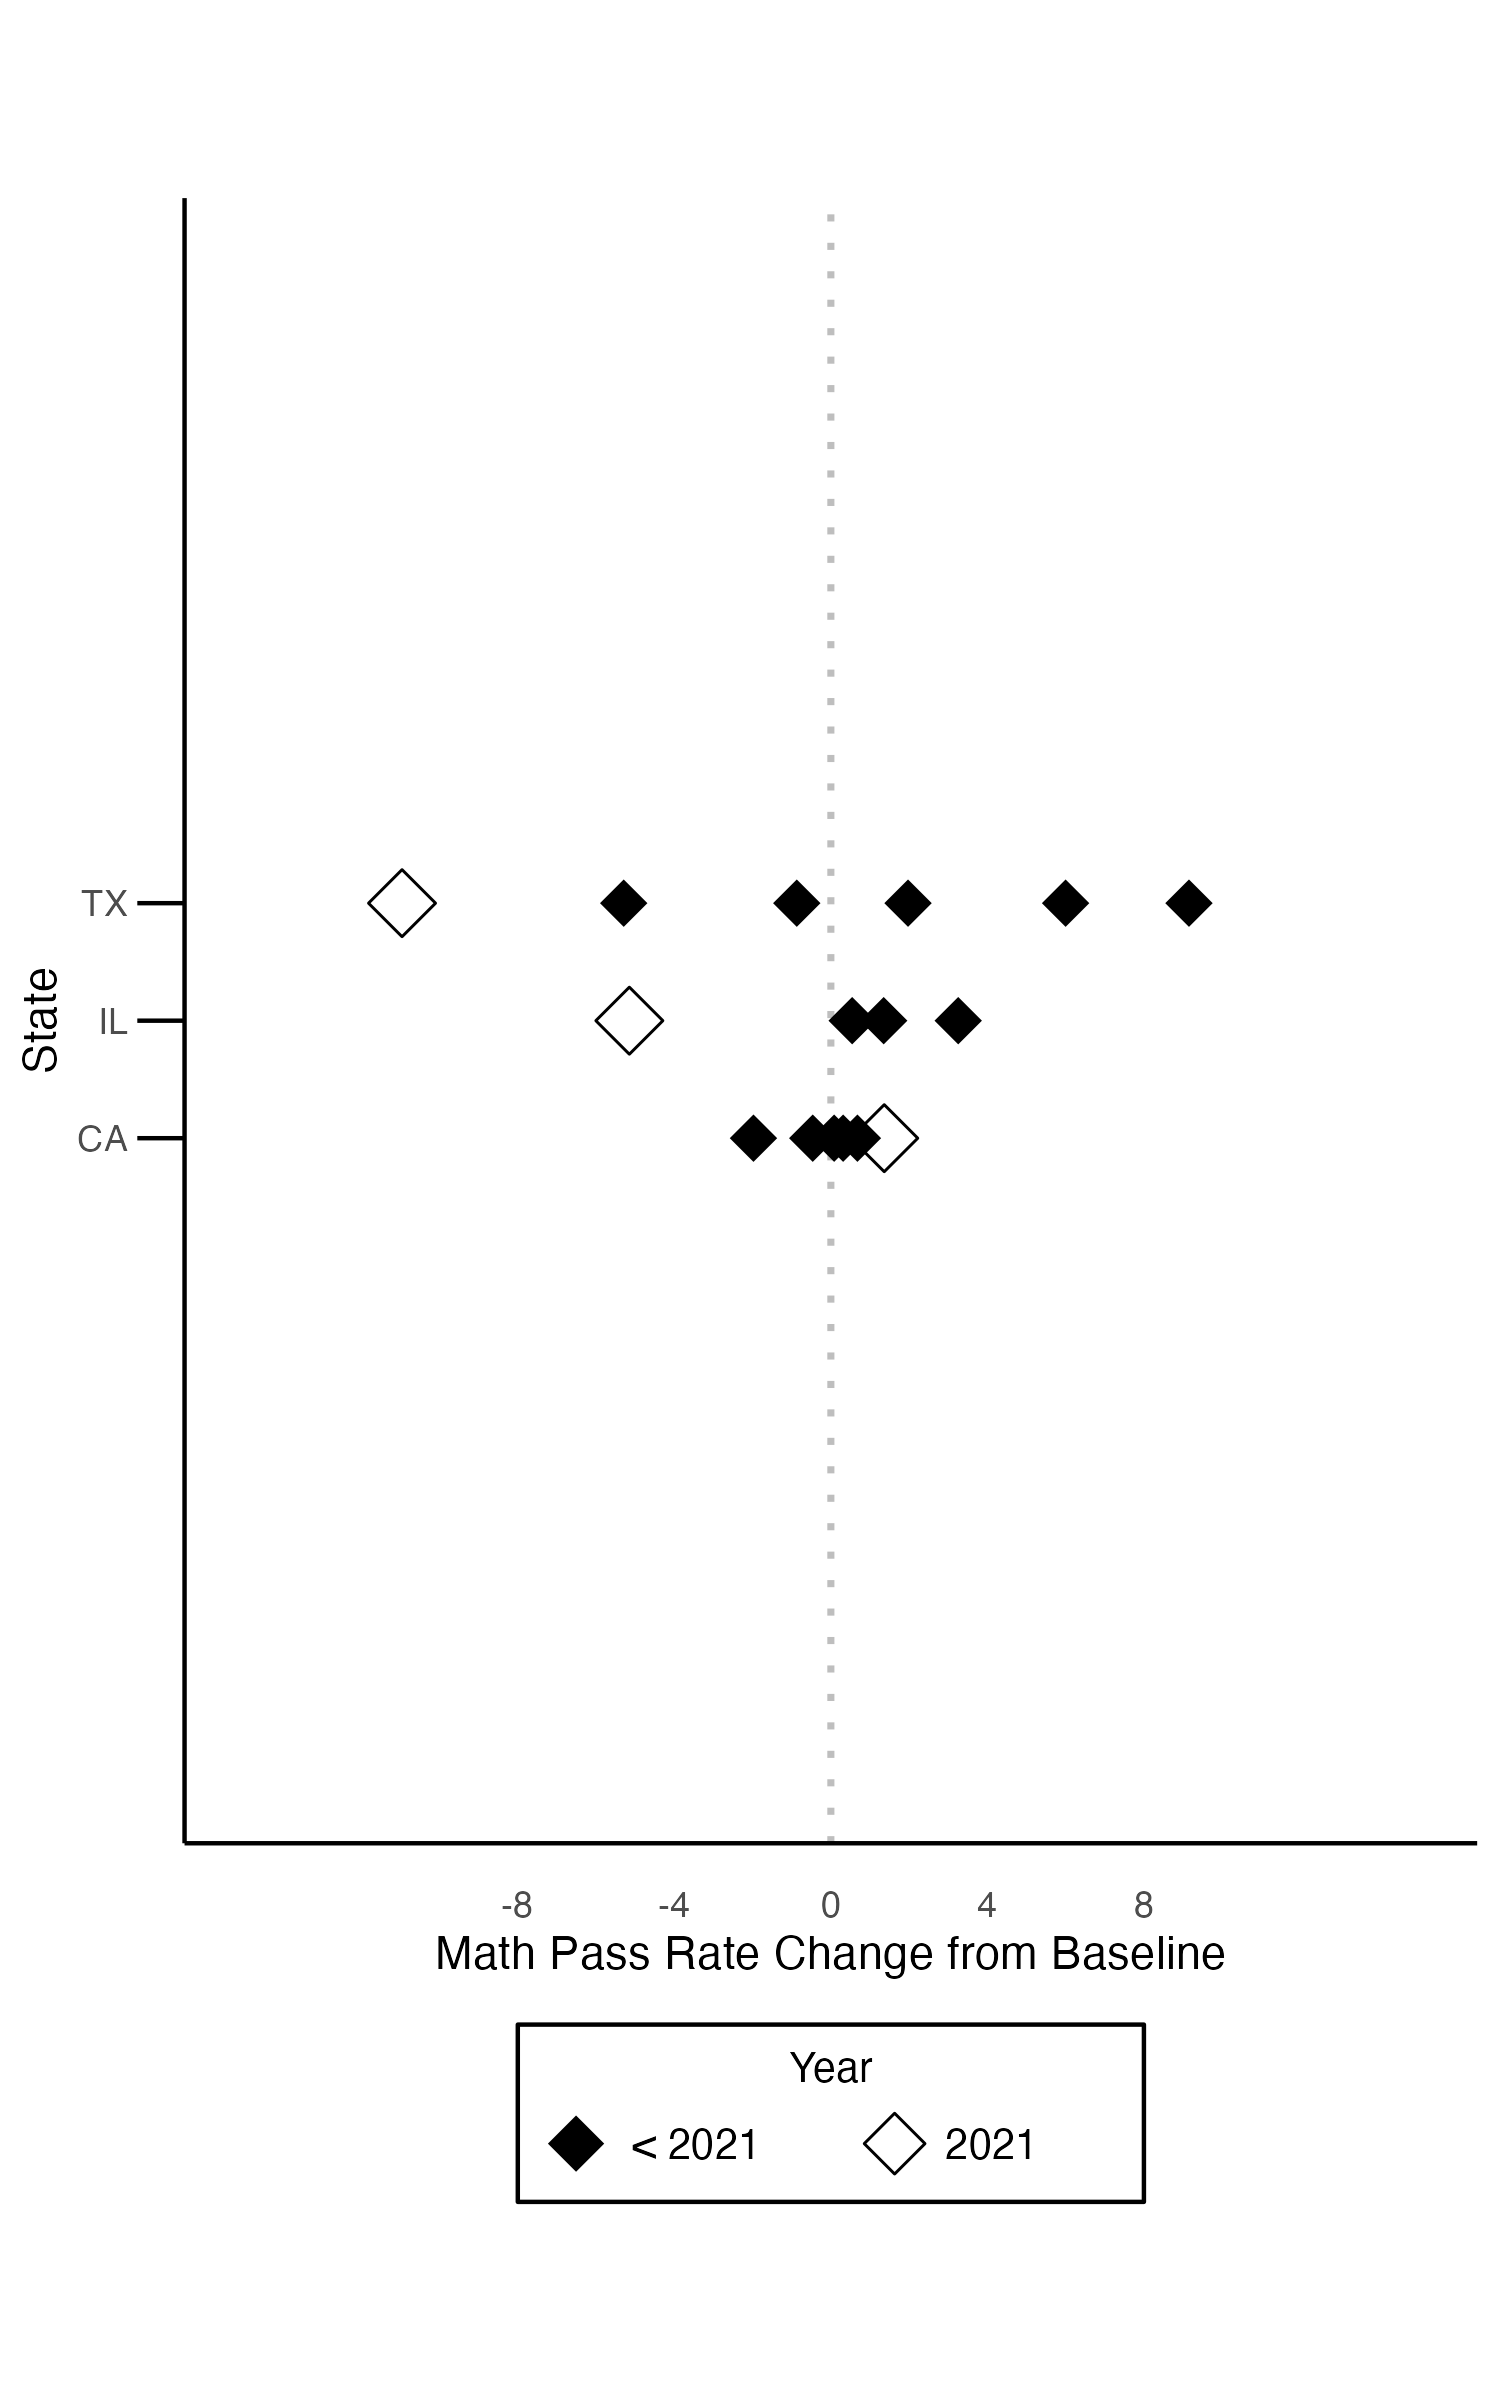 TX
IL
CA
State
-8 -4 0 4 8
Math Pass Rate Change from Baseline
Year
< 2021 2021